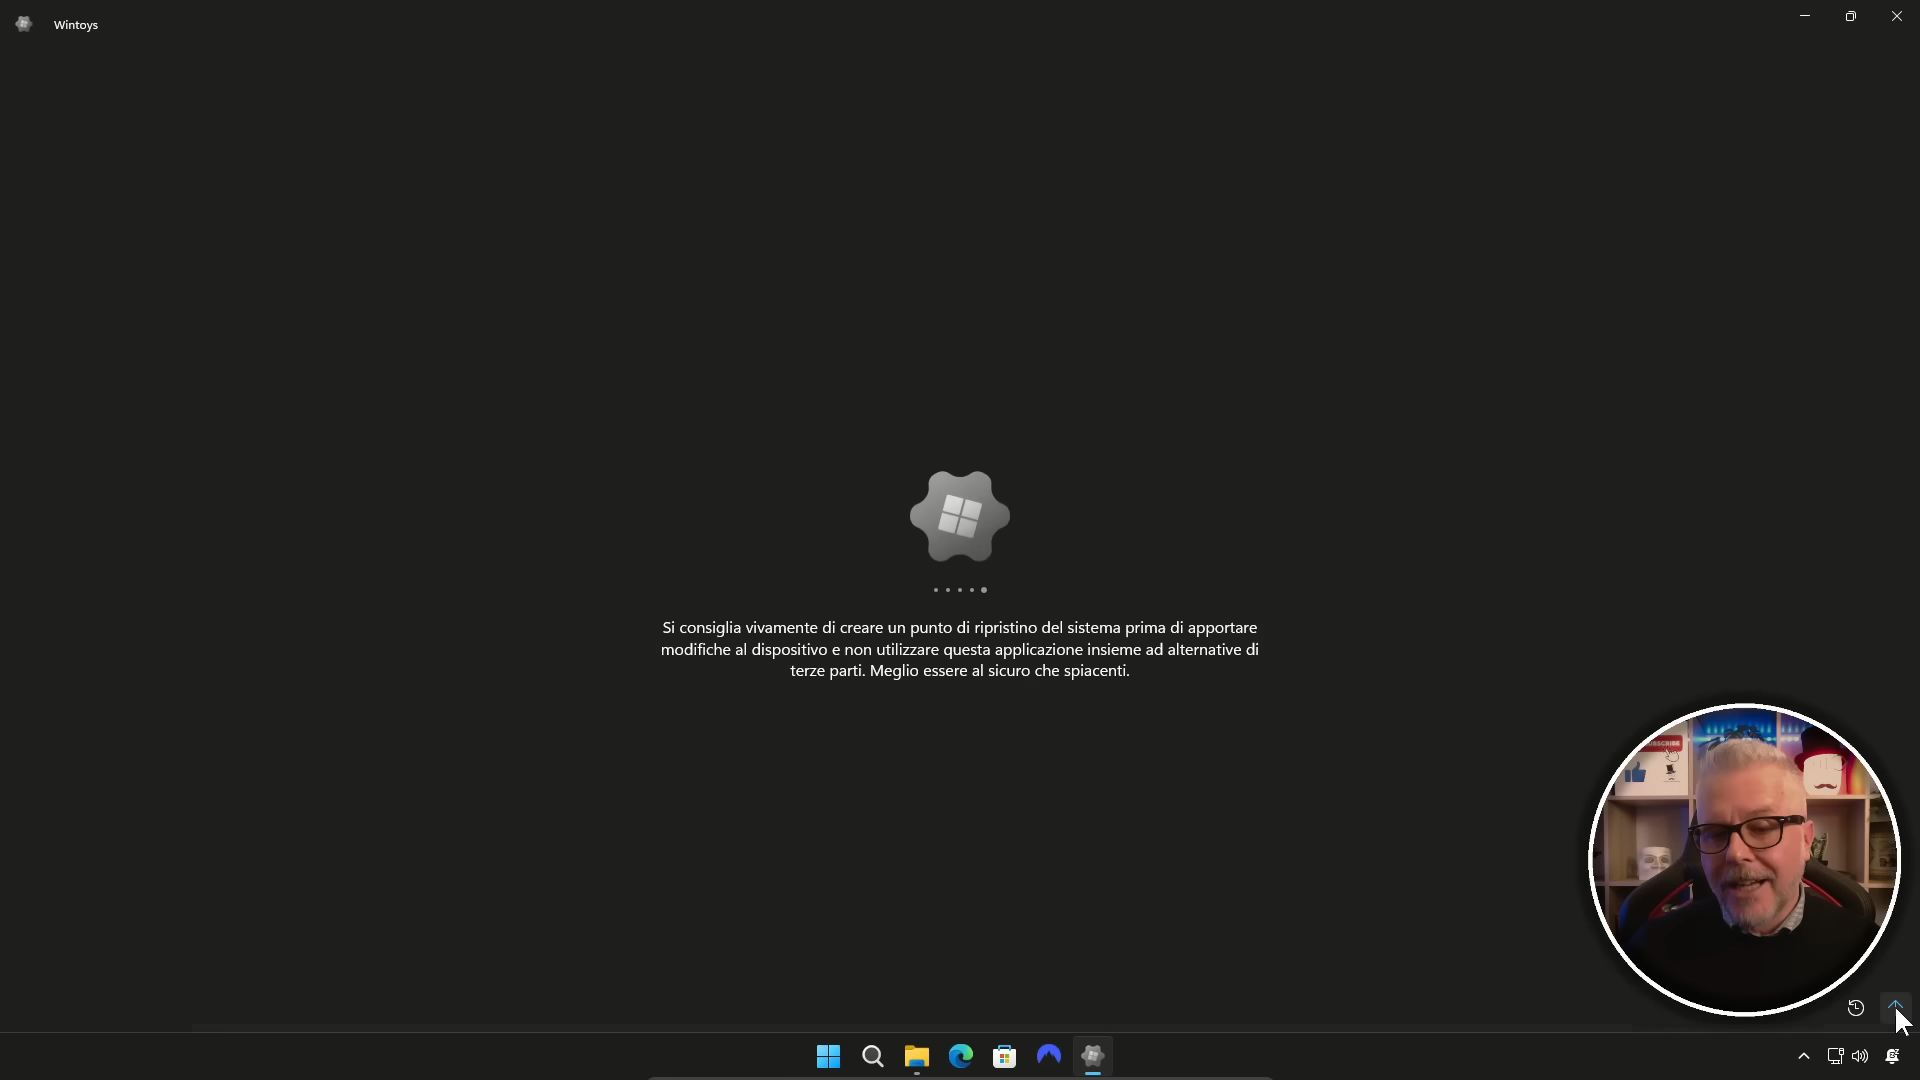 Wintoys
Si consiglia vivamente di creare un punto di ripristino del sistema prima di apportare
modifiche al dispositivo e non utilizzare questa applicazione insieme ad alternative di
terze parti. Meglio essere al sicuro che spiacenti.